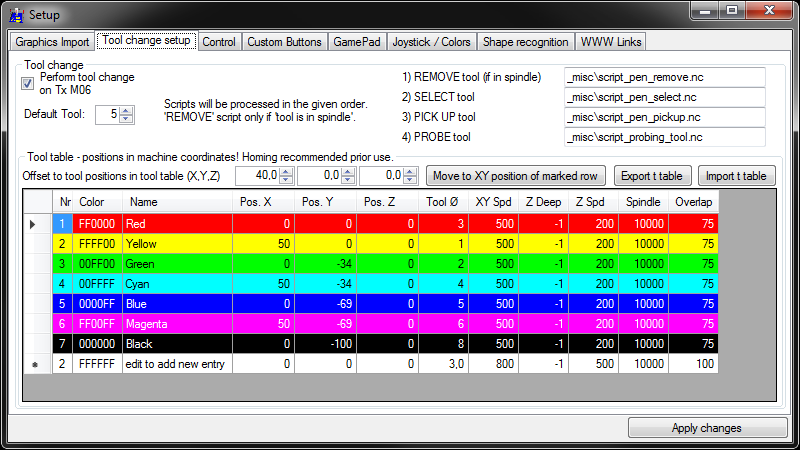 Setup
Graphics Import Tool change setup Control Custom Buttons GamePad Joystick / Colors Shape recognition WWW Links
Tool change
Perform tool change
on Tx M06
Default Tool: 5
Scripts will be processed in the given order.
'REMOVE' script only if 'tool is in spindle'.
1) REMOVE tool (if in spindle) _misc\script_pen_remove.nc
2) SELECT tool _misc\script_pen_select.nc
3) PICK UP tool _misc\script_pen_pickup.nc
4) PROBE tool _misc\script_probing_tool.nc
Tool table - positions in machine coordinates! Homing recommended prior use.
Offset to tool positions in tool table (X,Y,Z) 40,0 0,0 0,0 Move to XY position of marked row Export t table Import t table
Nr Color Name Pos. X Pos. Y Pos. Z Tool Ø XY Spd Z Deep Z Spd Spindle Overlap
1 FF0000 Red 0 0 0 3 500 -1 200 10000 75
2 FFFF00 Yellow 50 0 0 1 500 -1 200 10000 75
3 00FF00 Green 0 -34 0 2 500 -1 200 10000 75
4 00FFFF Cyan 50 -34 0 4 500 -1 200 10000 75
5 0000FF Blue 0 -69 0 5 500 -1 200 10000 75
6 FF00FF Magenta 50 -69 0 6 500 -1 200 10000 75
7 000000 Black 0 -100 0 8 500 -1 200 10000 75
2 FFFFFF edit to add new entry 0 0 0 3,0 800 -1 500 10000 100
Apply changes